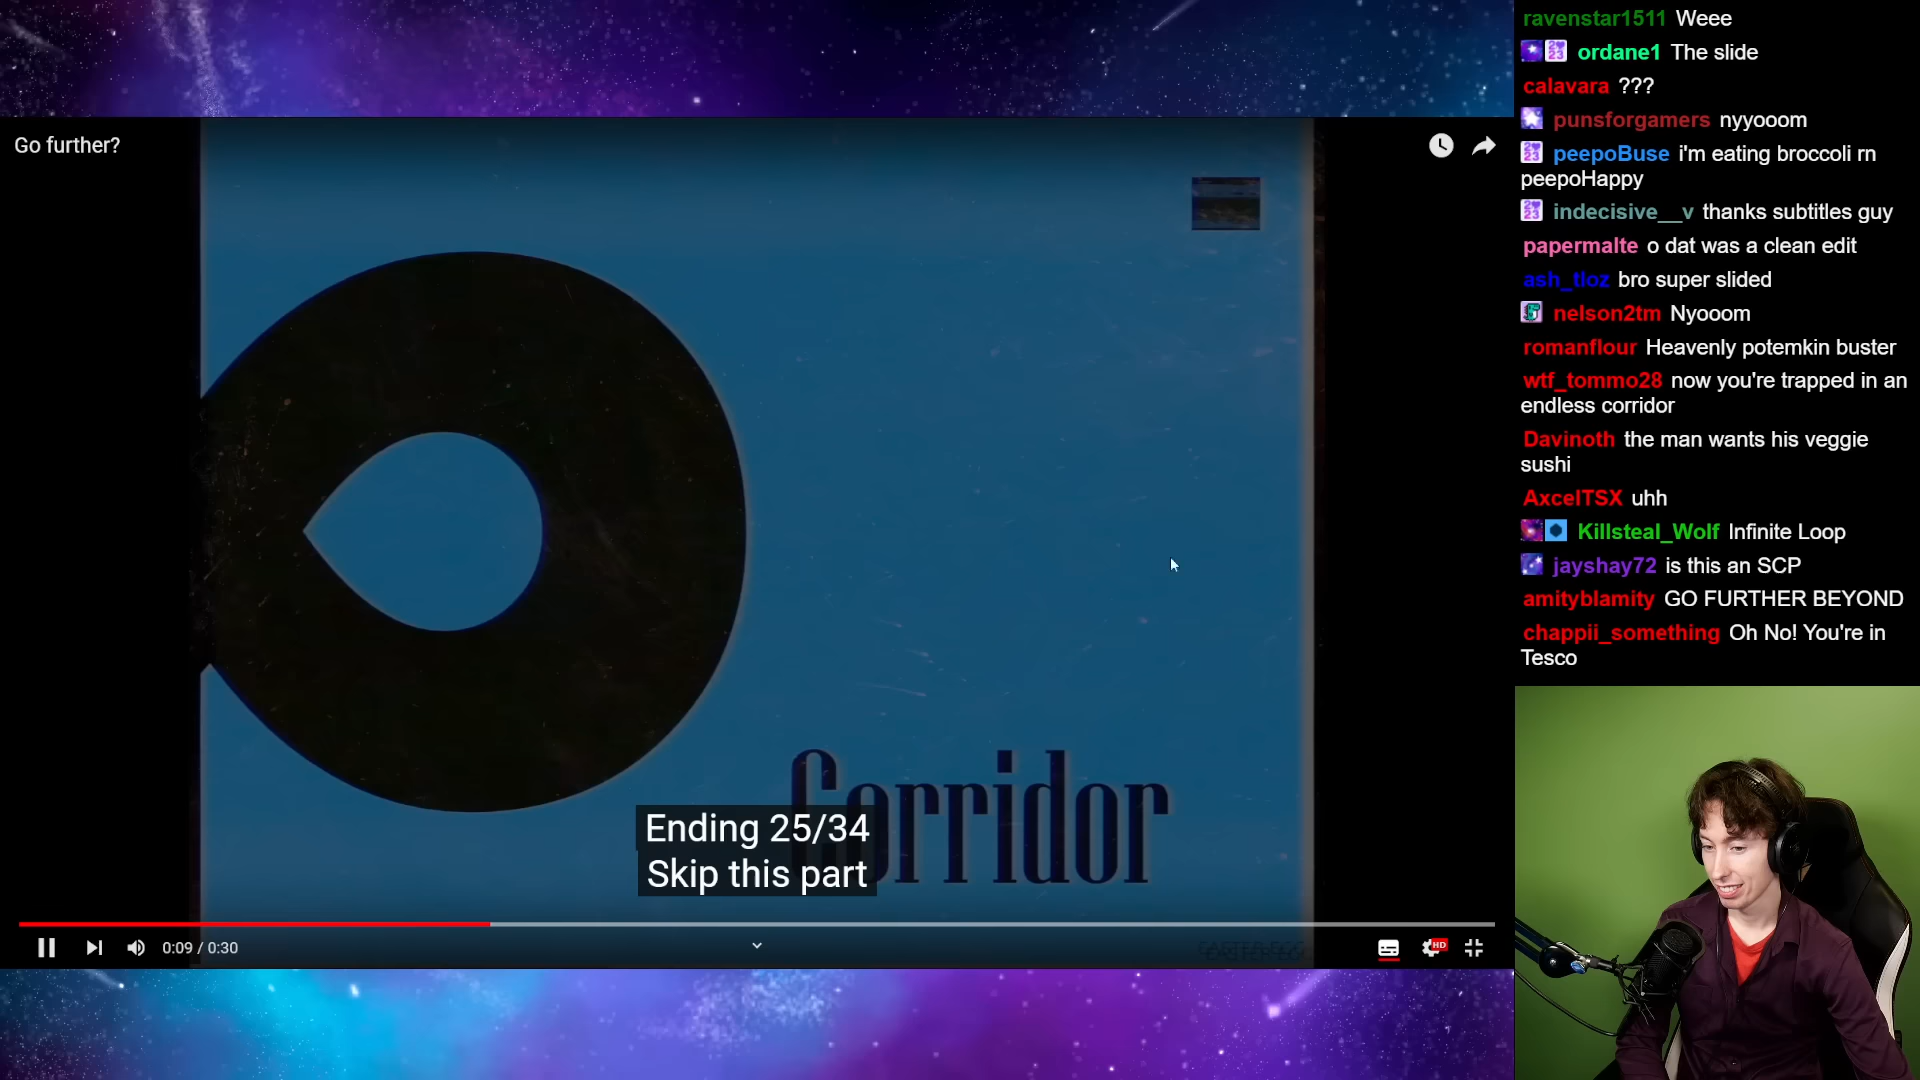 Go further?
Corridor
Ending 25/34
Skip this part
0:09 / 0:30
HD
ravenstar1511 Weee
ordane1 The slide
calavara ???
punsforgamers nyyooom
peepoBuse i'm eating broccoli rn
peepoHappy
indecisive__v thanks subtitles guy
papermalte o dat was a clean edit
ash_tloz bro super slided
nelson2tm Nyooom
romanflour Heavenly potemkin buster
wtf_tommo28 now you're trapped in an
endless corridor
Davinoth the man wants his veggie
sushi
AxcelTSX uhh
Killsteal_Wolf Infinite Loop
jayshay72 is this an SCP
amityblamity GO FURTHER BEYOND
chappii_something Oh No! You're in
Tesco